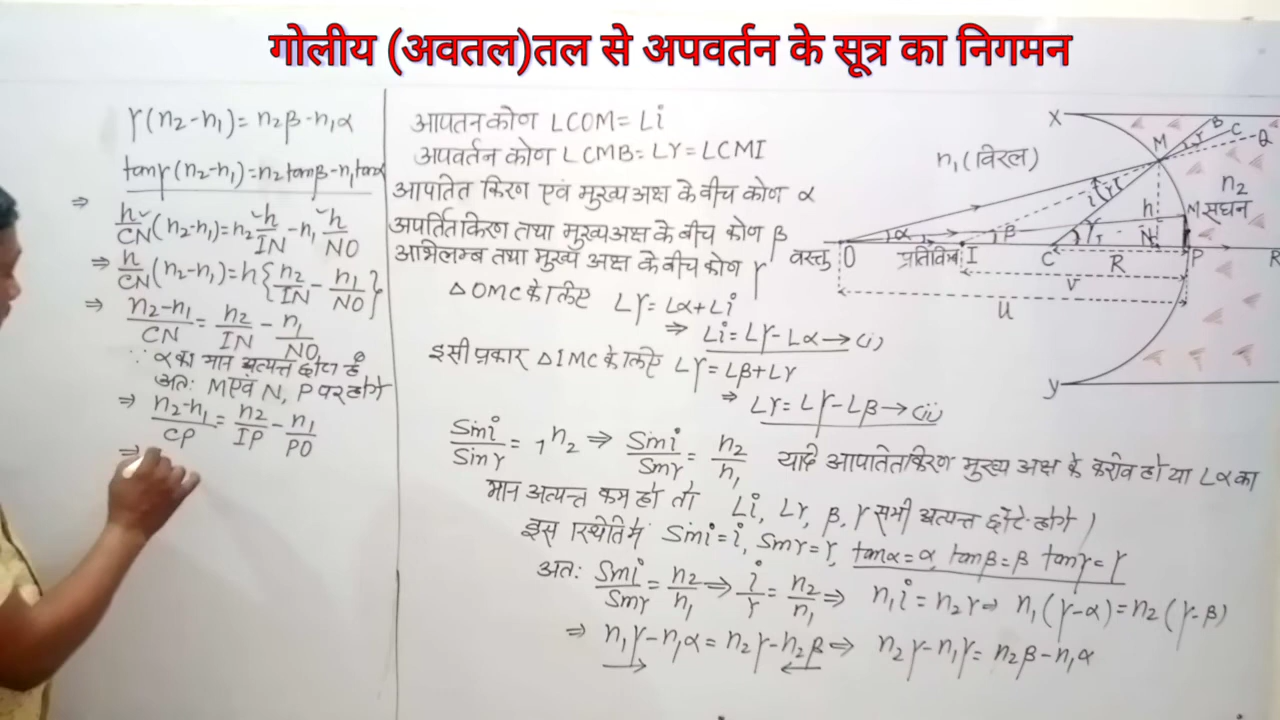 गोलीय (अवतल)तल से अपवर्तन के सूत्र का निगमन
γ(n2-n1)=n2β-n1α
tanγ(n2-n1)=n2tanβ-n1tanα
⇒ h/CN (n2-n1)=n2 h/IN - n1 h/NO
⇒ h/CN (n2-n1)=h{n2/IN - n1/NO}
⇒ n2-n1/CN = n2/IN - n1/NO
∵ α का मान अत्यन्त छोटा है
अतः M एवं N, P पर होंगे
⇒ n2-n1/CP = n2/IP - n1/PO
⇒
आपतन कोण ∠COM=∠i
अपवर्तन कोण ∠CMB=∠r=∠CMI
आपतित किरण एवं मुख्य अक्ष के बीच कोण α
अपर्तित किरण तथा मुख्य अक्ष के बीच कोण β
अभिलम्ब तथा मुख्य अक्ष के बीच कोण γ
△OMC के लिए ∠γ=∠α+∠i
⇒ ∠i=∠γ-∠α→(i)
इसी प्रकार △IMC के लिए ∠γ=∠β+∠r
⇒ ∠r=∠γ-∠β→(ii)
Sini/Sinr = 1n2 ⇒ Sini/Sinr = n2/n1 यदि आपतित किरण मुख्य अक्ष के करीब हो या ∠α का
मान अत्यन्त कम हो तो ∠i, ∠r, β, γ सभी अत्यन्त छोटे होंगे।
इस स्थिति में Sini=i, Sinr=r, tanα=α, tanβ=β tanγ=γ
अतः Sini/Sinr = n2/n1 ⇒ i/r = n2/n1 ⇒ n1i=n2r⇒ n1(γ-α)=n2(γ-β)
⇒ n1γ-n1α=n2γ-n2β⇒ n2γ-n1γ=n2β-n1α
X
M
B
C
Q
n1(विरल)
n2
सघन
i
r
r
h
M
α
β
γ
N
वस्तु O
प्रतिविम्ब I
C
P
R
R
v
u
y